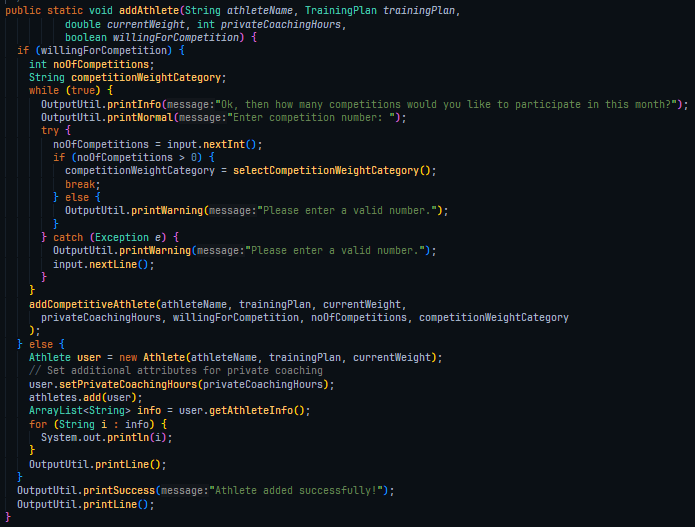 public static void addAthlete(String athleteName, TrainingPlan trainingPlan,
double currentWeight, int privateCoachingHours,
boolean willingForCompetition) {
if (willingForCompetition) {
int noOfCompetitions;
String competitionWeightCategory;
while (true) {
OutputUtil.printInfo( message: "Ok, then how many competitions would you like to participate in this month?");
OutputUtil.printNormal( message: "Enter competition number: ");
try {
noOfCompetitions = input.nextInt();
if (noOfCompetitions > 0) {
competitionWeightCategory = selectCompetitionWeightCategory();
break;
} else {
OutputUtil.printWarning( message: "Please enter a valid number.");
}
} catch (Exception e) {
OutputUtil.printWarning( message: "Please enter a valid number.");
input.nextLine();
}
}
addCompetitiveAthlete(athleteName, trainingPlan, currentWeight,
privateCoachingHours, willingForCompetition, noOfCompetitions, competitionWeightCategory
);
} else {
Athlete user = new Athlete(athleteName, trainingPlan, currentWeight);
// Set additional attributes for private coaching
user.setPrivateCoachingHours(privateCoachingHours);
athletes.add(user);
ArrayList<String> info = user.getAthleteInfo();
for (String i : info) {
System.out.println(i);
}
OutputUtil.printLine();
}
OutputUtil.printSuccess( message: "Athlete added successfully!");
OutputUtil.printLine();
}